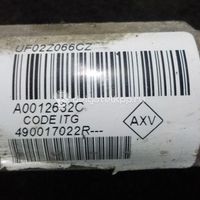 UF02Z066CZ
A0012632C
CODE ITG
490017022R---
AXV